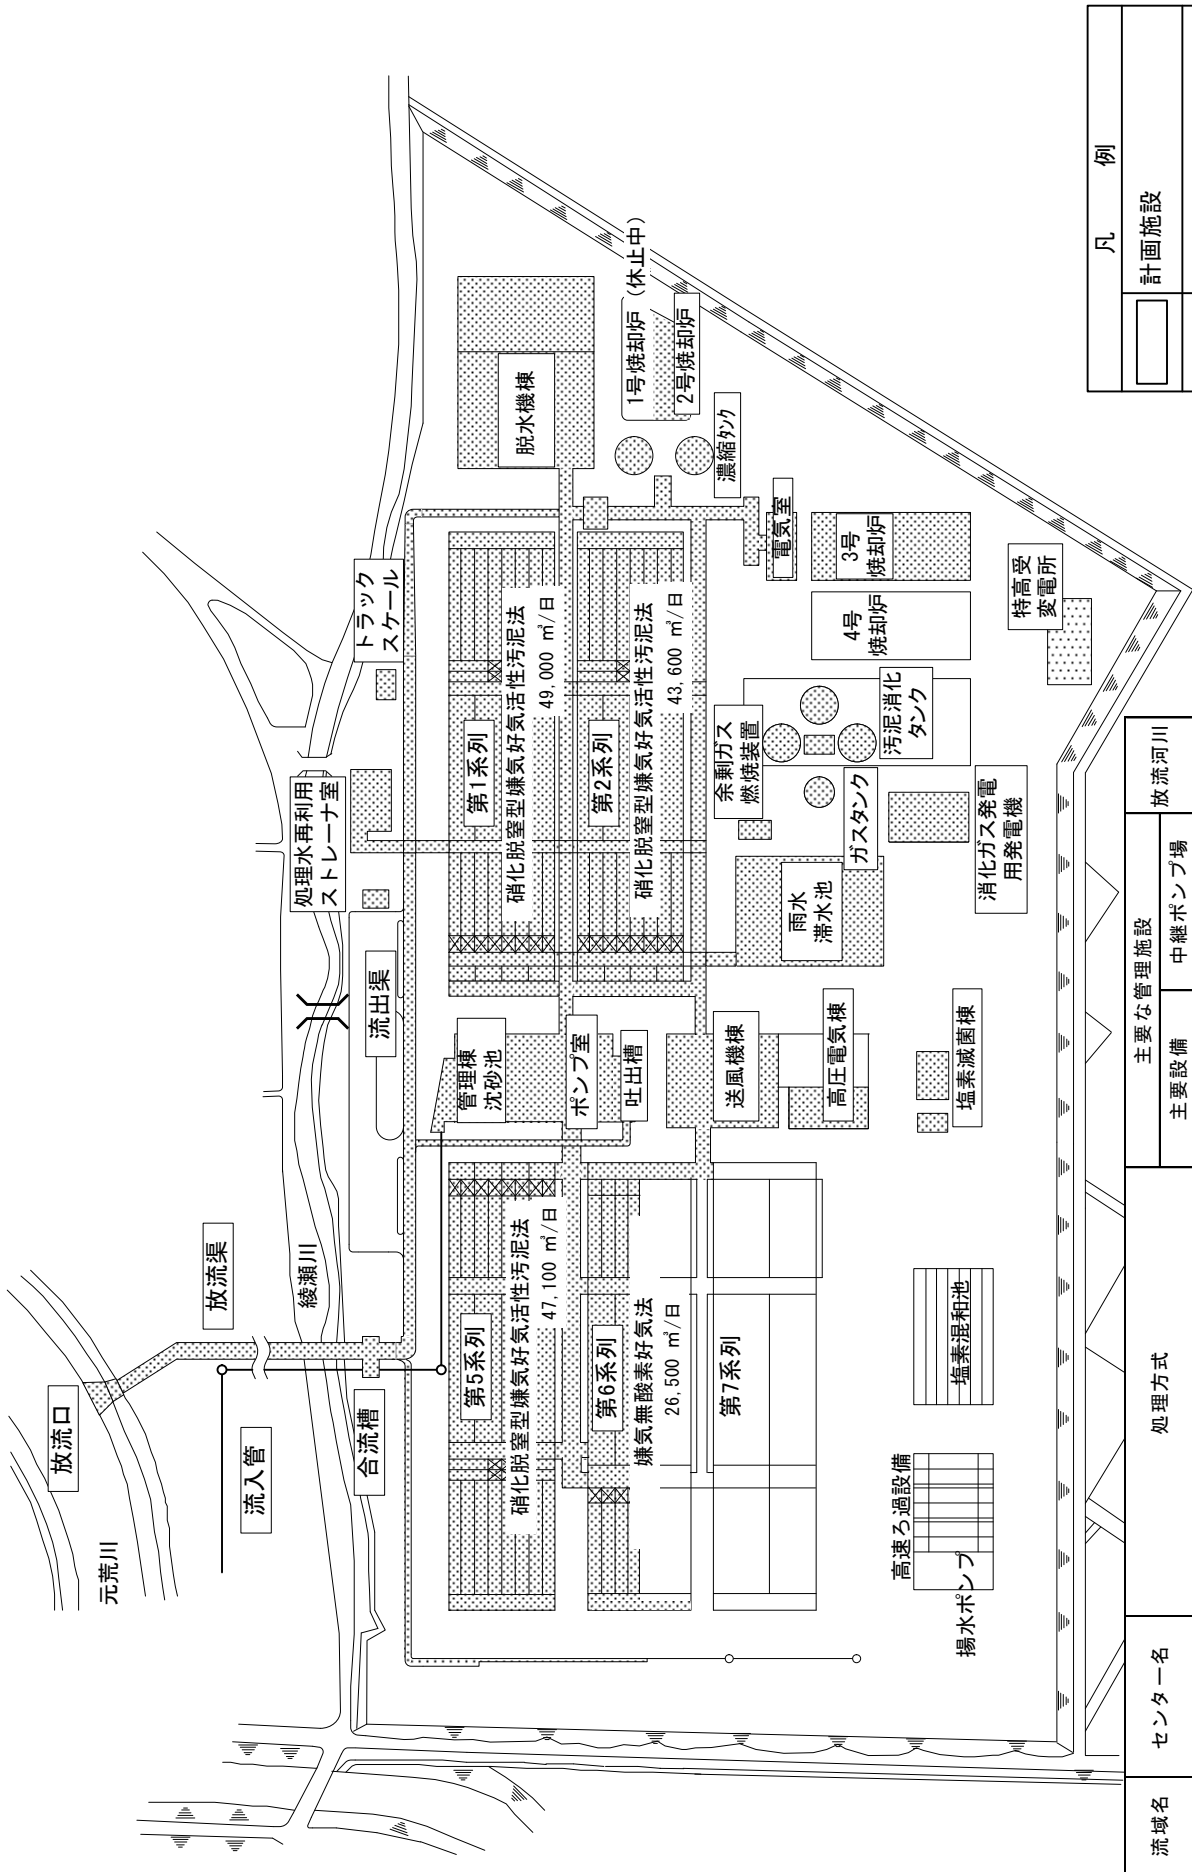 放流口
元荒川
流入管
放流渠
綾瀬川
合流槽
流出渠
処理水再利用
ストレーナ室
トラック
スケール
第5系列
硝化脱窒型嫌気好気活性汚泥法
47,100 m³/日
第6系列
嫌気無酸素好気法
26,500 m³/日
第7系列
管理棟
沈砂池
ポンプ室
吐出槽
送風機棟
高圧電気棟
第1系列
硝化脱窒型嫌気好気活性汚泥法
49,000 m³/日
第2系列
硝化脱窒型嫌気好気活性汚泥法
43,600 m³/日
脱水機棟
1号焼却炉 (休止中)
2号焼却炉
濃縮タンク
電気室
3号
焼却炉
4号
焼却炉
余剰ガス
燃焼装置
汚泥消化
タンク
ガスタンク
雨水
滞水池
消化ガス発電
用発電機
特高受
変電所
塩素滅菌棟
塩素混和池
高速ろ過設備
揚水ポンプ
凡 例
計画施設
流域名
センター名
処理方式
主要な管理施設
主要設備
中継ポンプ場
放流河川